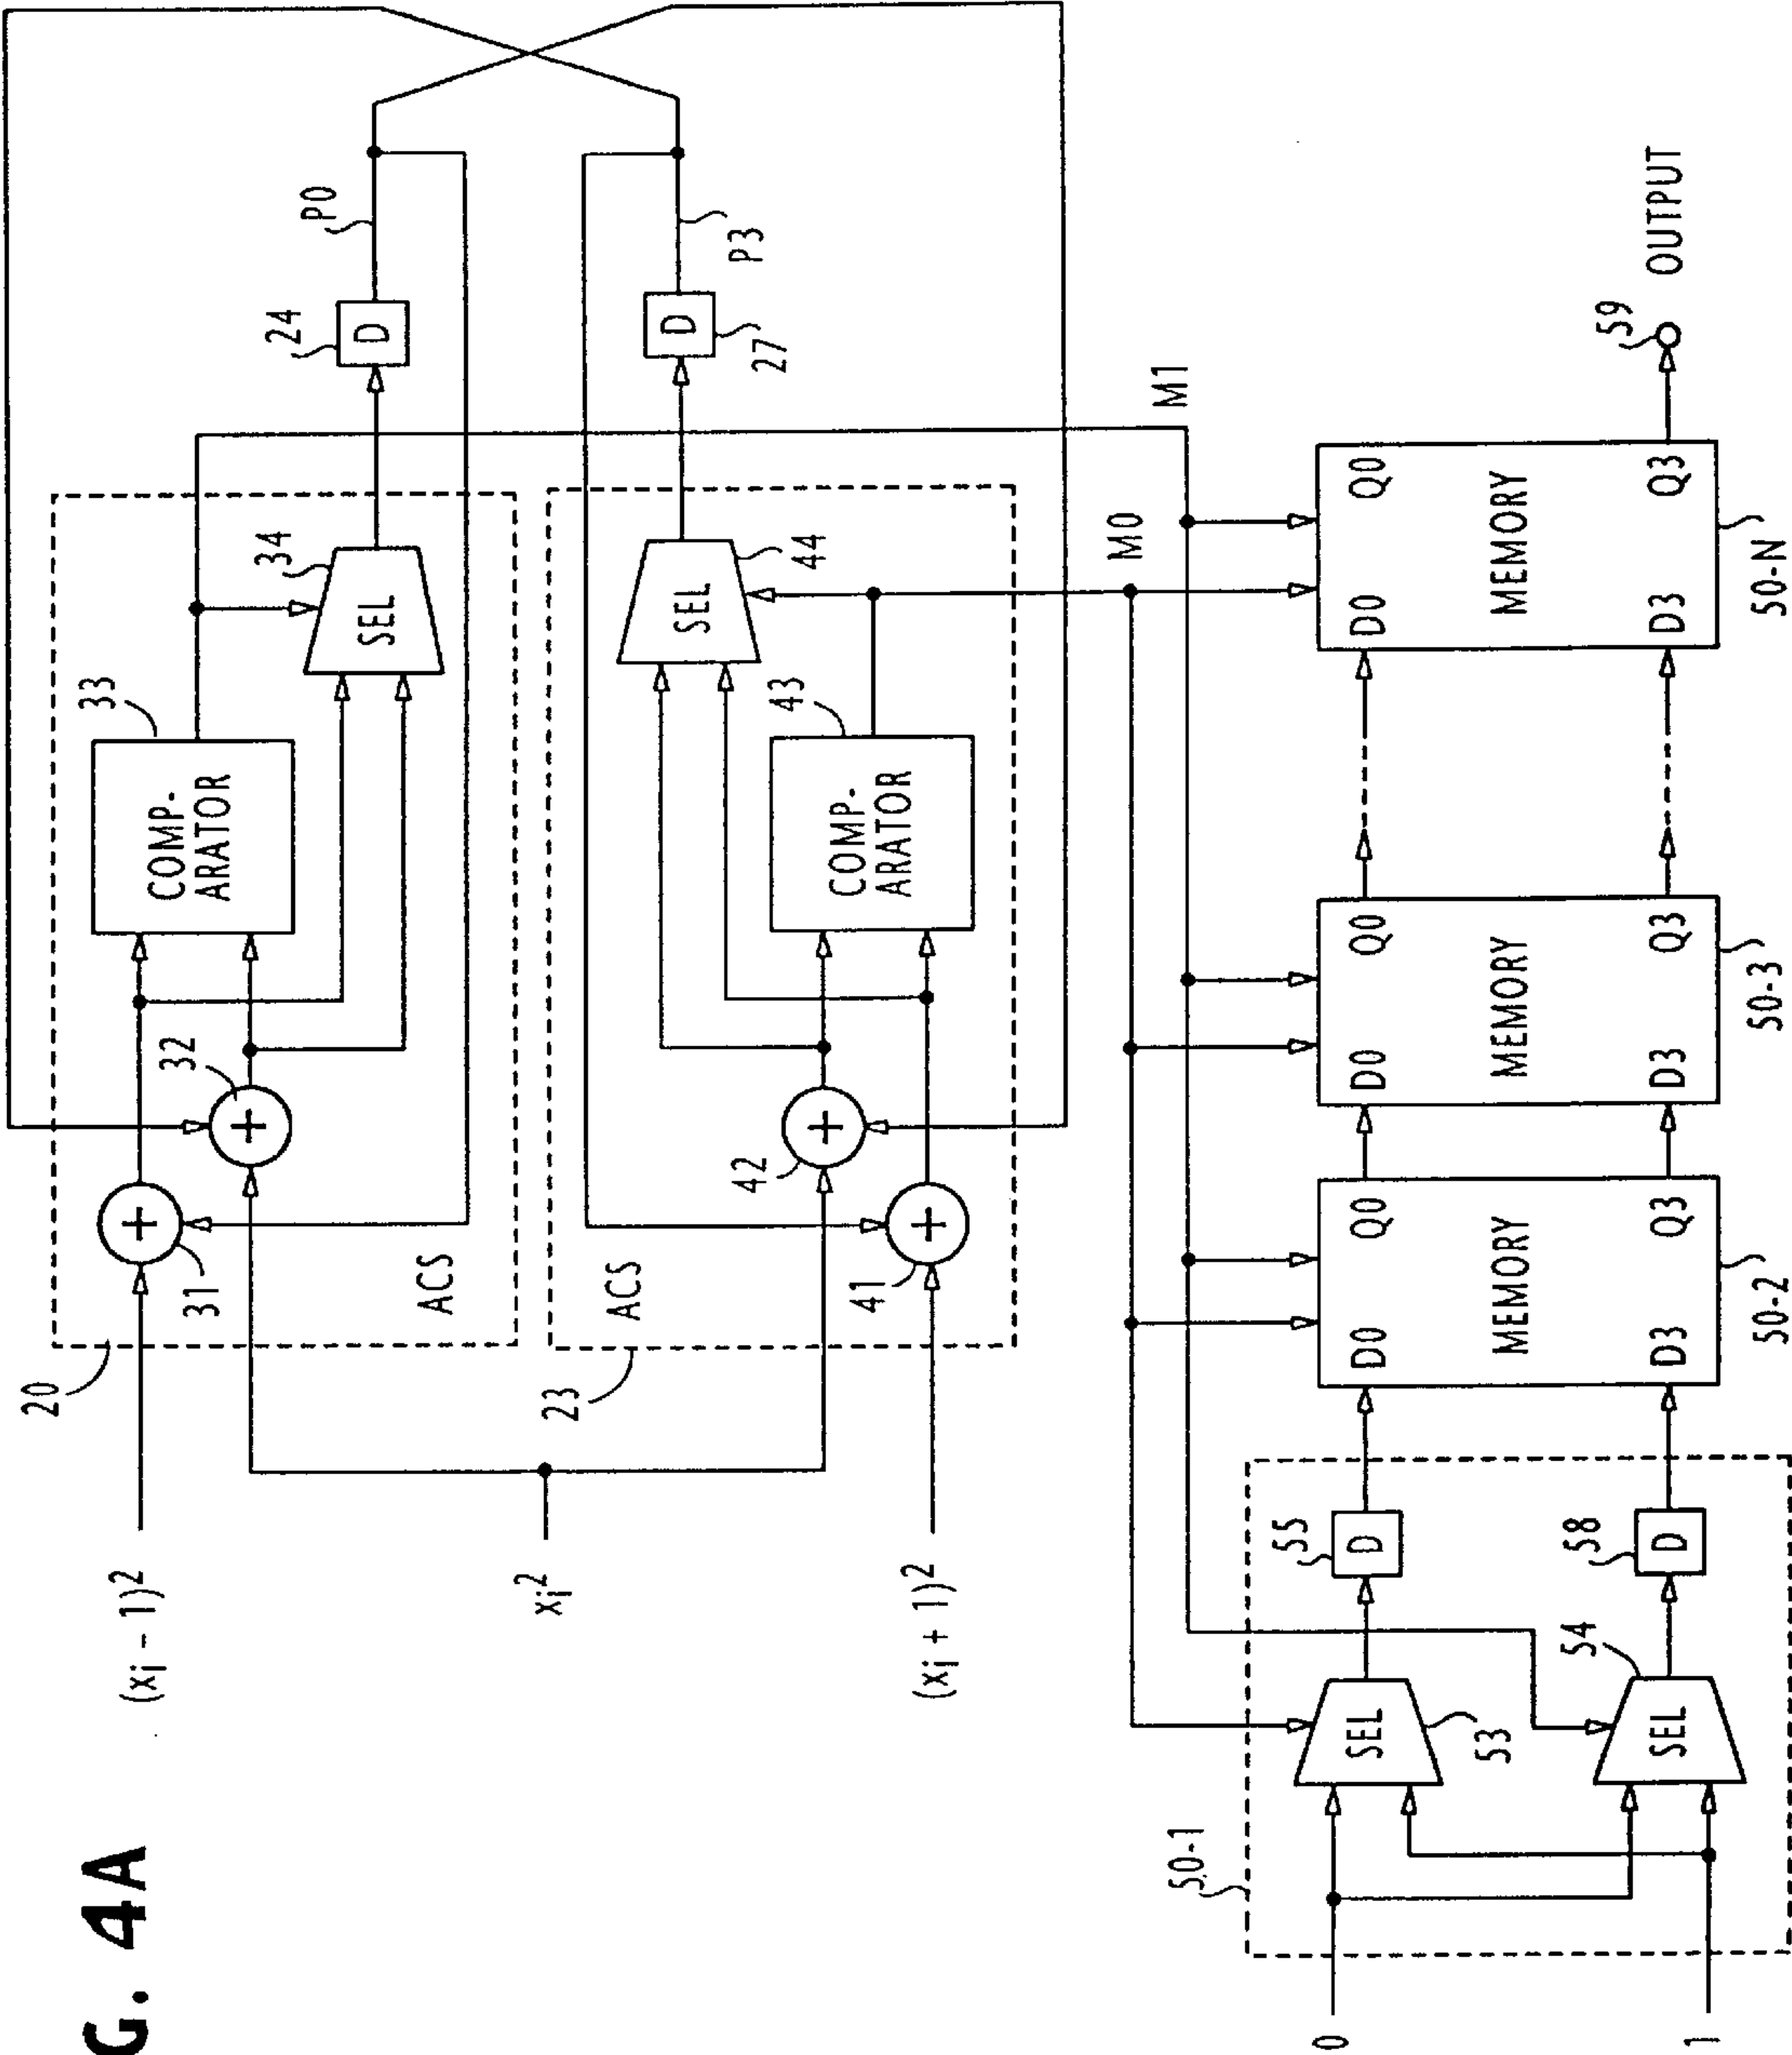 G. 4A
20
(xi − 1)²
31
+
32
+
33
COMP-
ARATOR
34
SEL
ACS
24
D
P0
xi²
23
ACS
42
+
41
+
(xi + 1)²
43
COMP-
ARATOR
44
SEL
27
D
P3
M0
M1
50-1
0
1
SEL
53
SEL
54
55
D
58
D
D0
Q0
MEMORY
D3
Q3
50-2
D0
Q0
MEMORY
D3
Q3
50-3
D0
Q0
MEMORY
D3
Q3
50-N
59
OUTPUT